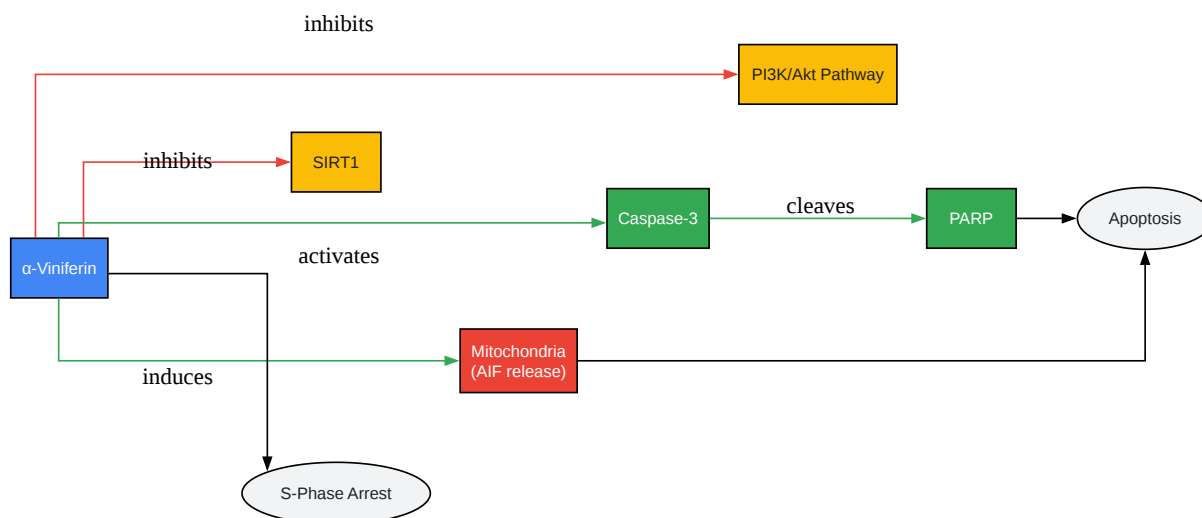 inhibits
PI3K/Akt Pathway
inhibits
SIRT1
Caspase-3
cleaves
PARP
Apoptosis
activates
α-Viniferin
Mitochondria
(AIF release)
induces
S-Phase Arrest